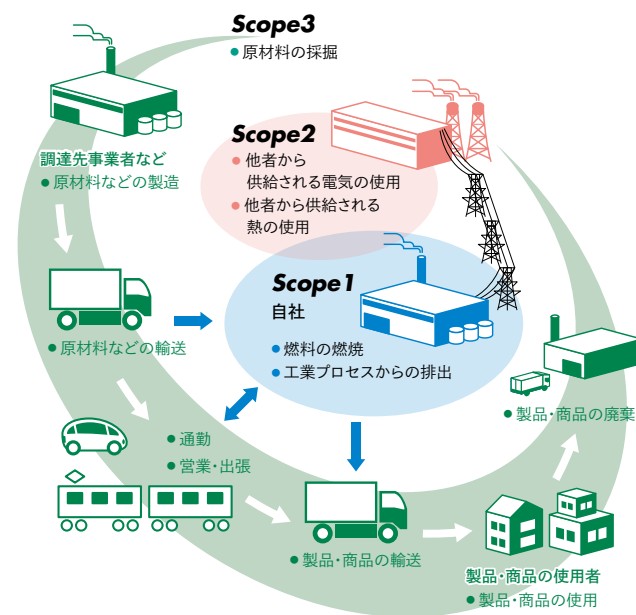 Scope3
● 原材料の採掘
調達先事業者など
● 原材料などの製造
Scope2
● 他者から
供給される電気の使用
● 他者から供給される
熱の使用
Scope1
自社
● 燃料の燃焼
● 工業プロセスからの排出
● 原材料などの輸送
● 通勤
● 営業・出張
● 製品・商品の輸送
製品・商品の使用者
● 製品・商品の使用
● 製品・商品の廃棄